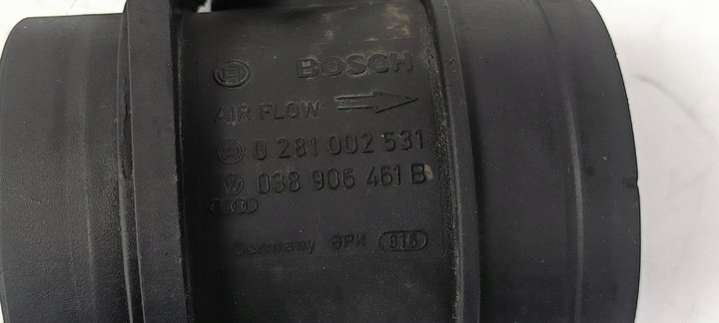 BOSCH
AIR FLOW
0 281 002 531
038 906 461 B
Germany